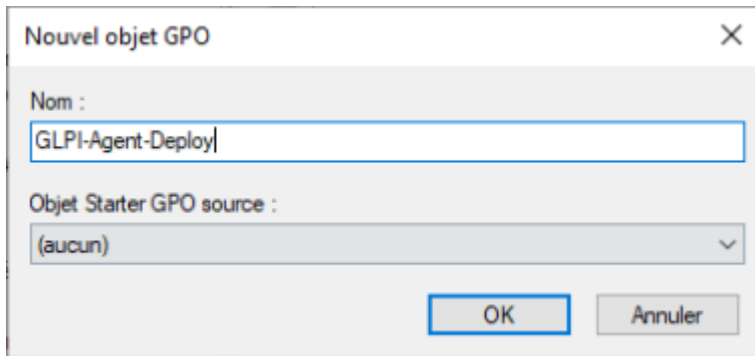 Nouvel objet GPO
Nom :
GLPI-Agent-Deploy
Objet Starter GPO source :
(aucun)
OK
Annuler